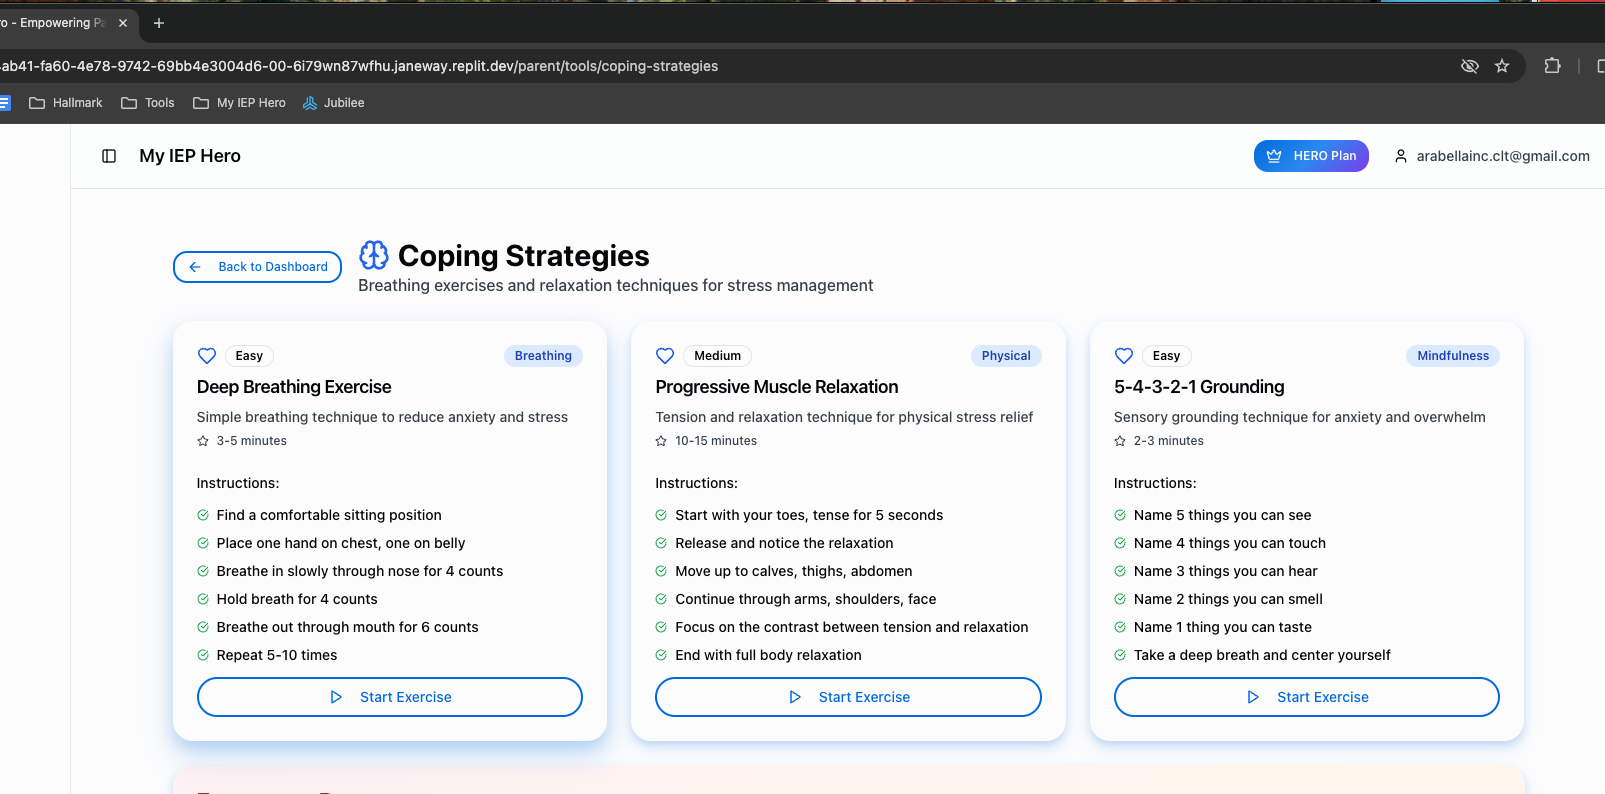 ro - Empowering Pa
ab41-fa60-4e78-9742-69bb4e3004d6-00-6i79wn87wfhu.janeway.replit.dev/parent/tools/coping-strategies
Hallmark Tools My IEP Hero Jubilee
My IEP Hero
HERO Plan
arabellainc.clt@gmail.com
Back to Dashboard
Coping Strategies
Breathing exercises and relaxation techniques for stress management
Easy
Breathing
Deep Breathing Exercise
Simple breathing technique to reduce anxiety and stress
3-5 minutes
Instructions:
Find a comfortable sitting position
Place one hand on chest, one on belly
Breathe in slowly through nose for 4 counts
Hold breath for 4 counts
Breathe out through mouth for 6 counts
Repeat 5-10 times
Start Exercise
Medium
Physical
Progressive Muscle Relaxation
Tension and relaxation technique for physical stress relief
10-15 minutes
Instructions:
Start with your toes, tense for 5 seconds
Release and notice the relaxation
Move up to calves, thighs, abdomen
Continue through arms, shoulders, face
Focus on the contrast between tension and relaxation
End with full body relaxation
Start Exercise
Easy
Mindfulness
5-4-3-2-1 Grounding
Sensory grounding technique for anxiety and overwhelm
2-3 minutes
Instructions:
Name 5 things you can see
Name 4 things you can touch
Name 3 things you can hear
Name 2 things you can smell
Name 1 thing you can taste
Take a deep breath and center yourself
Start Exercise